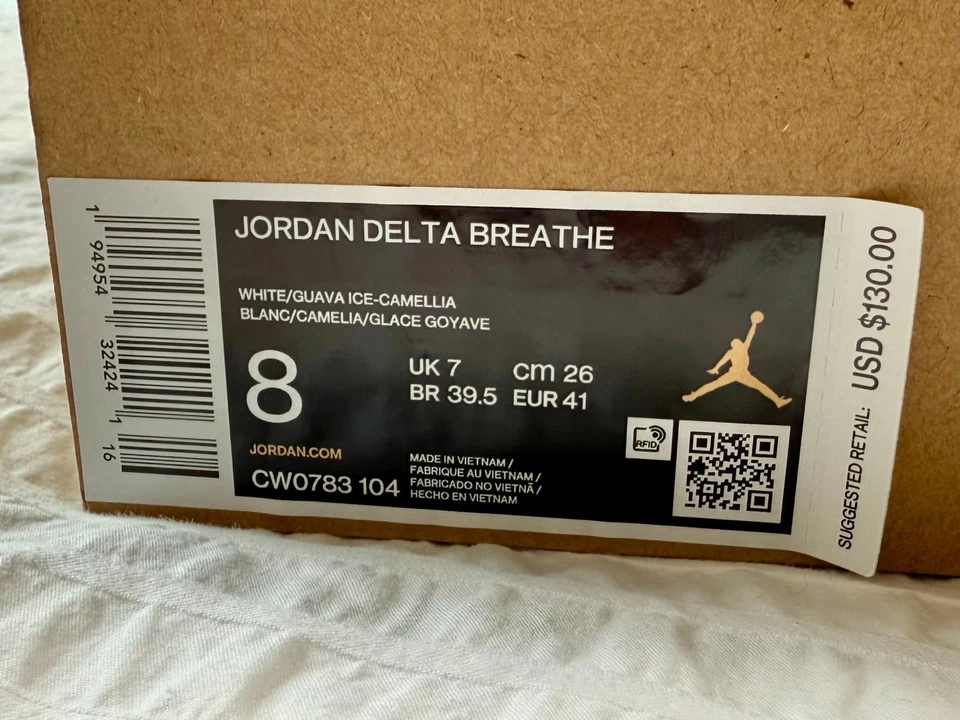 JORDAN DELTA BREATHE
WHITE/GUAVA ICE-CAMELLIA
BLANC/CAMELIA/GLACE GOYAVE
8
UK 7 cm 26
BR 39.5 EUR 41
JORDAN.COM
CW0783 104
MADE IN VIETNAM /
FABRIQUE AU VIETNAM /
FABRICADO NO VIETNÃ /
HECHO EN VIETNAM
RFID
1 94954 32424 1 16
SUGGESTED RETAIL: USD $130.00